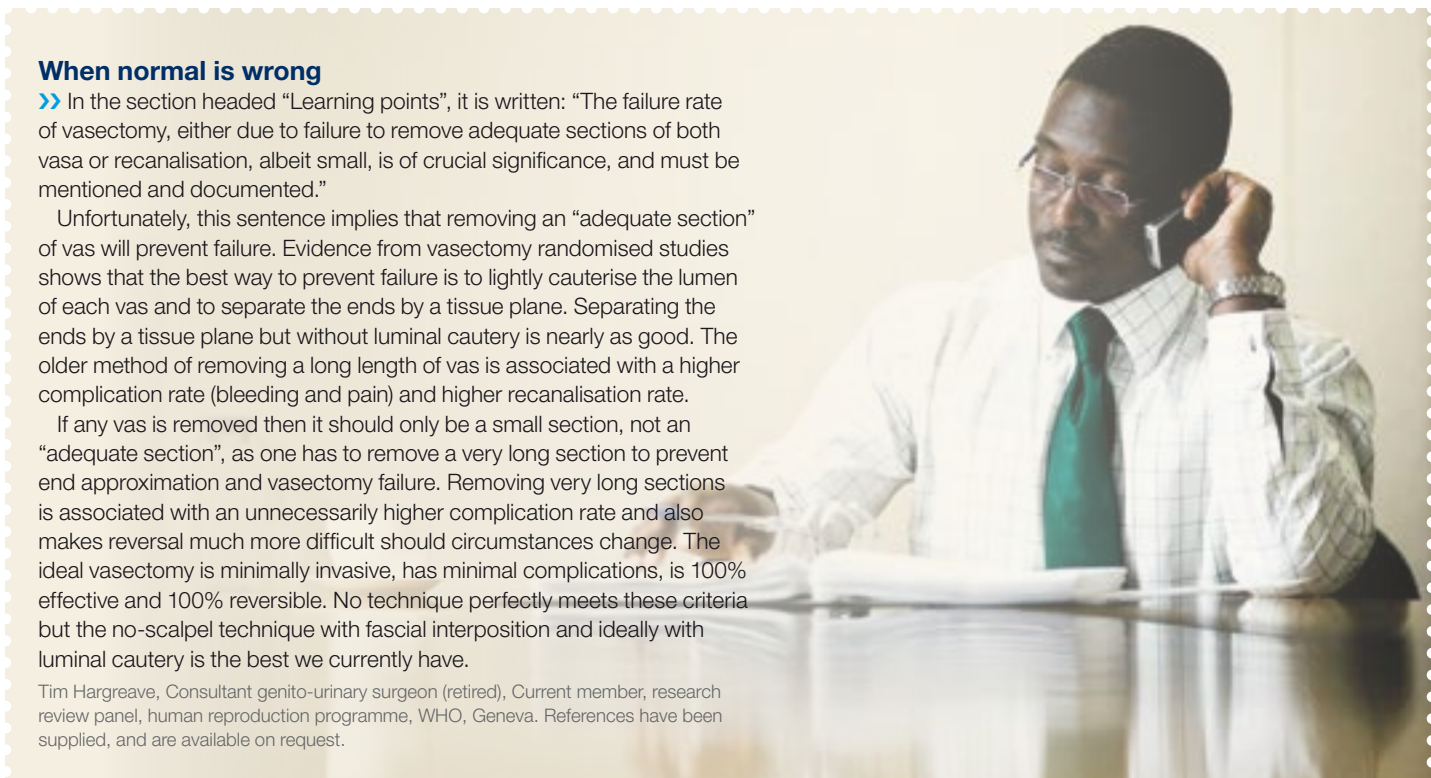 When normal is wrong
›› In the section headed “Learning points”, it is written: “The failure rate
of vasectomy, either due to failure to remove adequate sections of both
vasa or recanalisation, albeit small, is of crucial significance, and must be
mentioned and documented.”
Unfortunately, this sentence implies that removing an “adequate section”
of vas will prevent failure. Evidence from vasectomy randomised studies
shows that the best way to prevent failure is to lightly cauterise the lumen
of each vas and to separate the ends by a tissue plane. Separating the
ends by a tissue plane but without luminal cautery is nearly as good. The
older method of removing a long length of vas is associated with a higher
complication rate (bleeding and pain) and higher recanalisation rate.
If any vas is removed then it should only be a small section, not an
“adequate section”, as one has to remove a very long section to prevent
end approximation and vasectomy failure. Removing very long sections
is associated with an unnecessarily higher complication rate and also
makes reversal much more difficult should circumstances change. The
ideal vasectomy is minimally invasive, has minimal complications, is 100%
effective and 100% reversible. No technique perfectly meets these criteria
but the no-scalpel technique with fascial interposition and ideally with
luminal cautery is the best we currently have.
Tim Hargreave, Consultant genito-urinary surgeon (retired), Current member, research
review panel, human reproduction programme, WHO, Geneva. References have been
supplied, and are available on request.